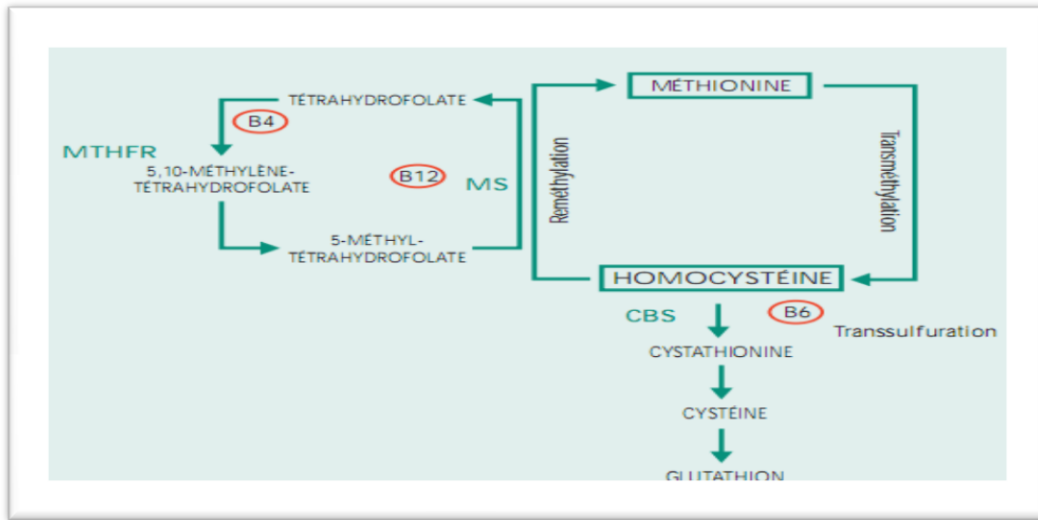 TÉTRAHYDROFOLATE
B4
MTHFR
5,10-MÉTHYLÈNE-
TÉTRAHYDROFOLATE
B12
MS
5-MÉTHYL-
TÉTRAHYDROFOLATE
MÉTHIONINE
Reméthylation
Transméthylation
HOMOCYSTÉINE
CBS
B6
Transsulfuration
CYSTATHIONINE
CYSTÉINE
GLUTATHION